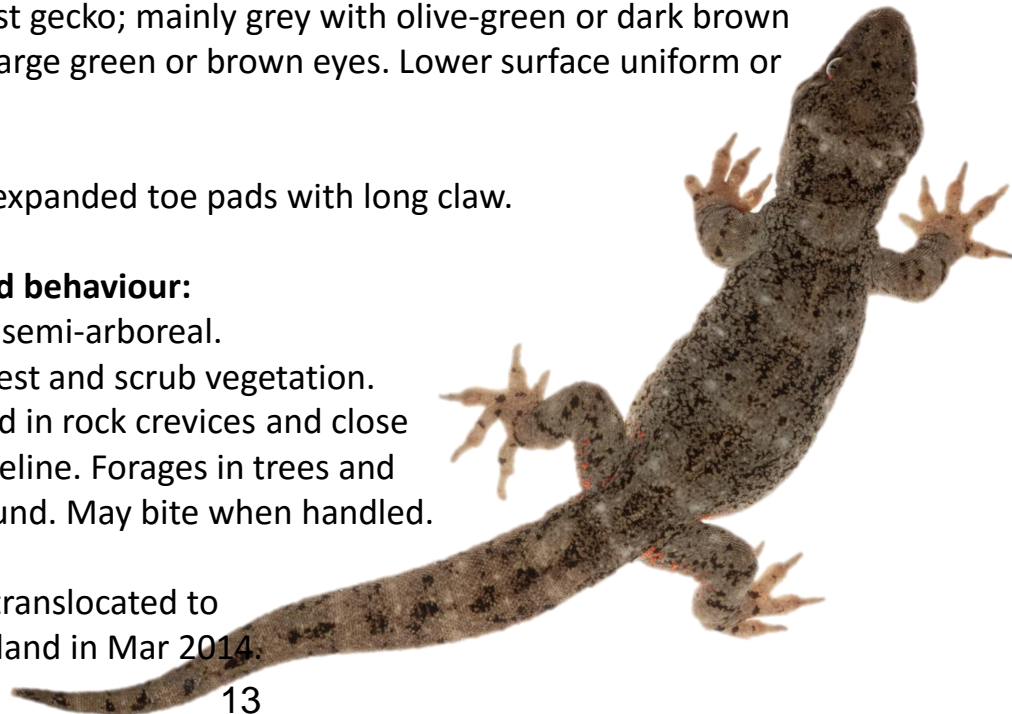 st gecko; mainly grey with olive-green or dark brown
arge green or brown eyes. Lower surface uniform or
expanded toe pads with long claw.
d behaviour:
semi-arboreal.
est and scrub vegetation.
d in rock crevices and close
eline. Forages in trees and
und. May bite when handled.
translocated to
land in Mar 2014.
13